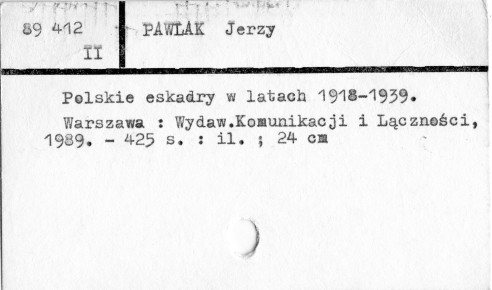 89 412 PAWLAK Jerzy
II
Polskie eskadry w latach 1918-1939.
Warszawa : Wydaw.Komunikacji i Łączności,
1989. - 425 s. : il. ; 24 cm